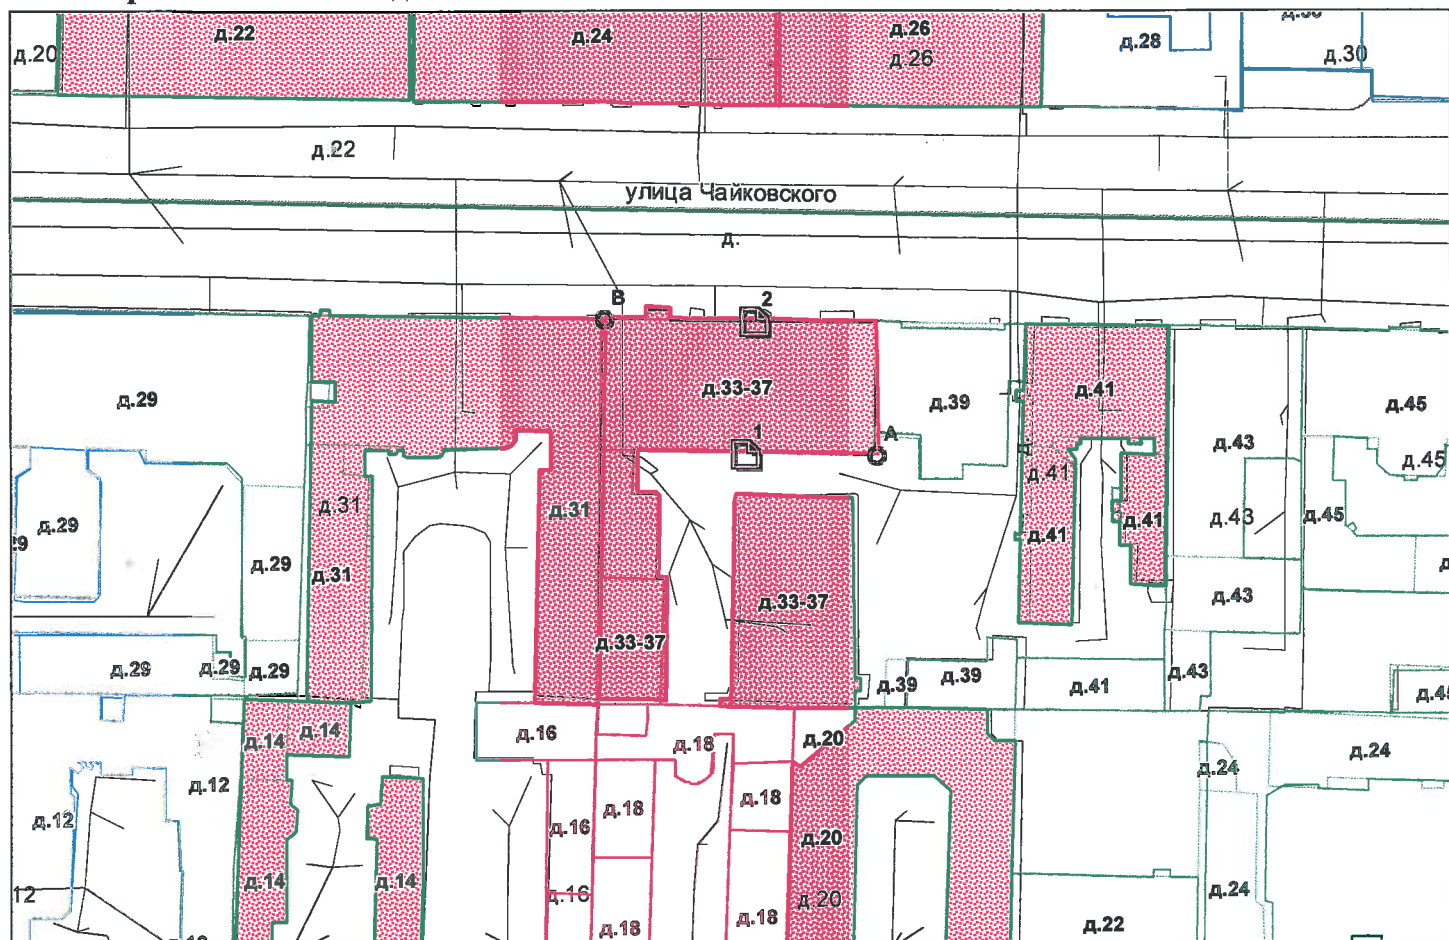 д.22
д.24
д.26
д.26
д.28
д.30
д.20
д.22
улица Чайковского
д.
В
2
д.29
д.33-37
д.39
д.41
д.45
1
А
д.43
д.45
д.41
д.31
д.31
д.29
д.43
д.45
д.41
д.41
д.29
д.31
д.33-37
д.43
д.33-37
д.29
д.29
д.29
д.39
д.39
д.41
д.43
д.14
д.14
д.16
д.18
д.20
д.24
д.24
д.12
д.12
д.16
д.18
д.18
д.20
д.14
д.14
д.16
д.20
д.24
12
д.18
д.18
д.22